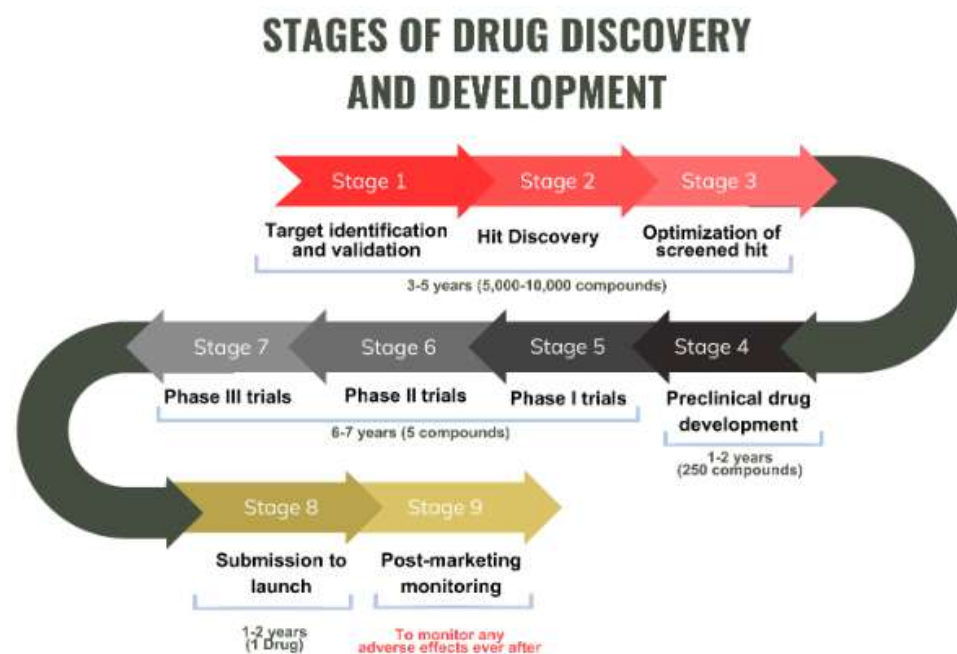 STAGES OF DRUG DISCOVERY
AND DEVELOPMENT
Stage 1
Stage 2
Stage 3
Target identification
and validation
Hit Discovery
Optimization of
screened hit
3-5 years (5,000-10,000 compounds)
Stage 7
Stage 6
Stage 5
Stage 4
Phase III trials
Phase II trials
Phase I trials
Preclinical drug
development
6-7 years (5 compounds)
1-2 years
(250 compounds)
Stage 8
Stage 9
Submission to
launch
Post-marketing
monitoring
1-2 years
(1 Drug)
To monitor any
adverse effects ever after